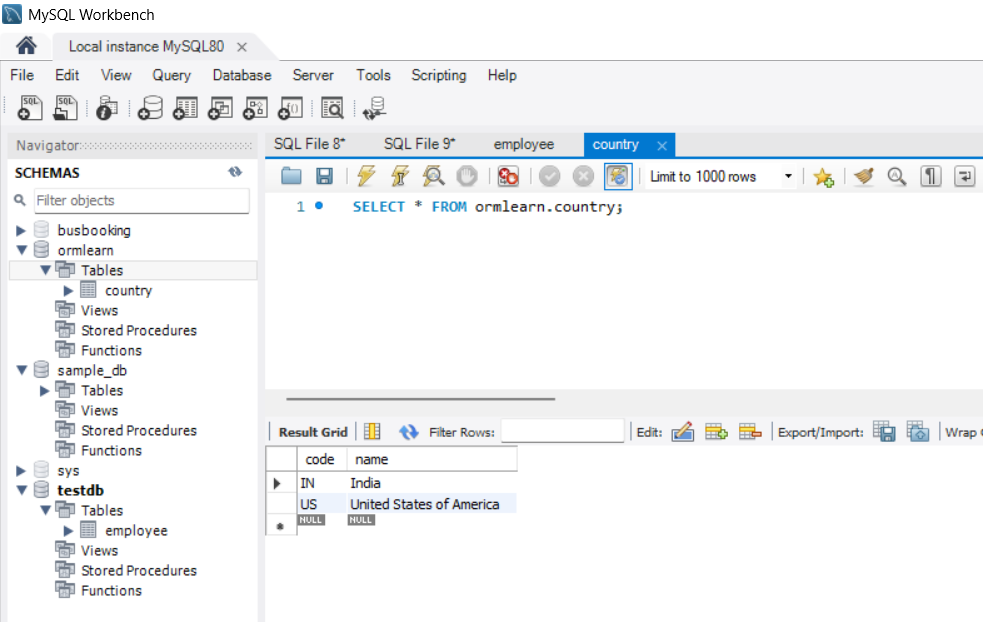 MySQL Workbench
Local instance MySQL80
File Edit View Query Database Server Tools Scripting Help
Navigator
SCHEMAS
Filter objects
busbooking
ormlearn
Tables
country
Views
Stored Procedures
Functions
sample_db
Tables
Views
Stored Procedures
Functions
sys
testdb
Tables
employee
Views
Stored Procedures
Functions
SQL File 8* SQL File 9* employee country
Limit to 1000 rows
1 SELECT * FROM ormlearn.country;
Result Grid Filter Rows: Edit: Export/Import: Wrap
code name
IN India
US United States of America
NULL NULL